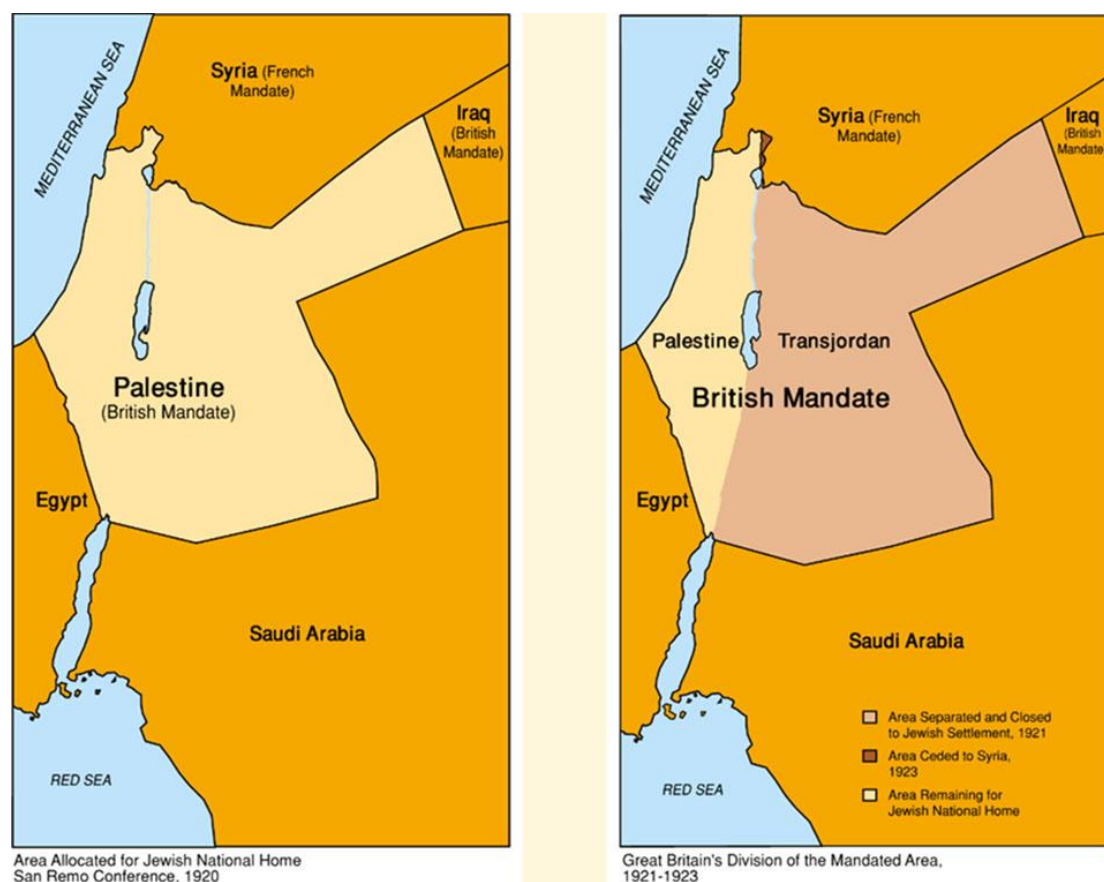 MEDITERRANEAN SEA
Syria (French
Mandate)
Iraq
(British
Mandate)
Palestine
(British Mandate)
Egypt
Saudi Arabia
RED SEA
Area Allocated for Jewish National Home
San Remo Conference, 1920
MEDITERRANEAN SEA
Syria (French
Mandate)
Iraq
(British
Mandate)
Palestine
Transjordan
British Mandate
Egypt
Saudi Arabia
Area Separated and Closed
to Jewish Settlement, 1921
Area Ceded to Syria,
1923
Area Remaining for
Jewish National Home
RED SEA
Great Britain's Division of the Mandated Area,
1921-1923